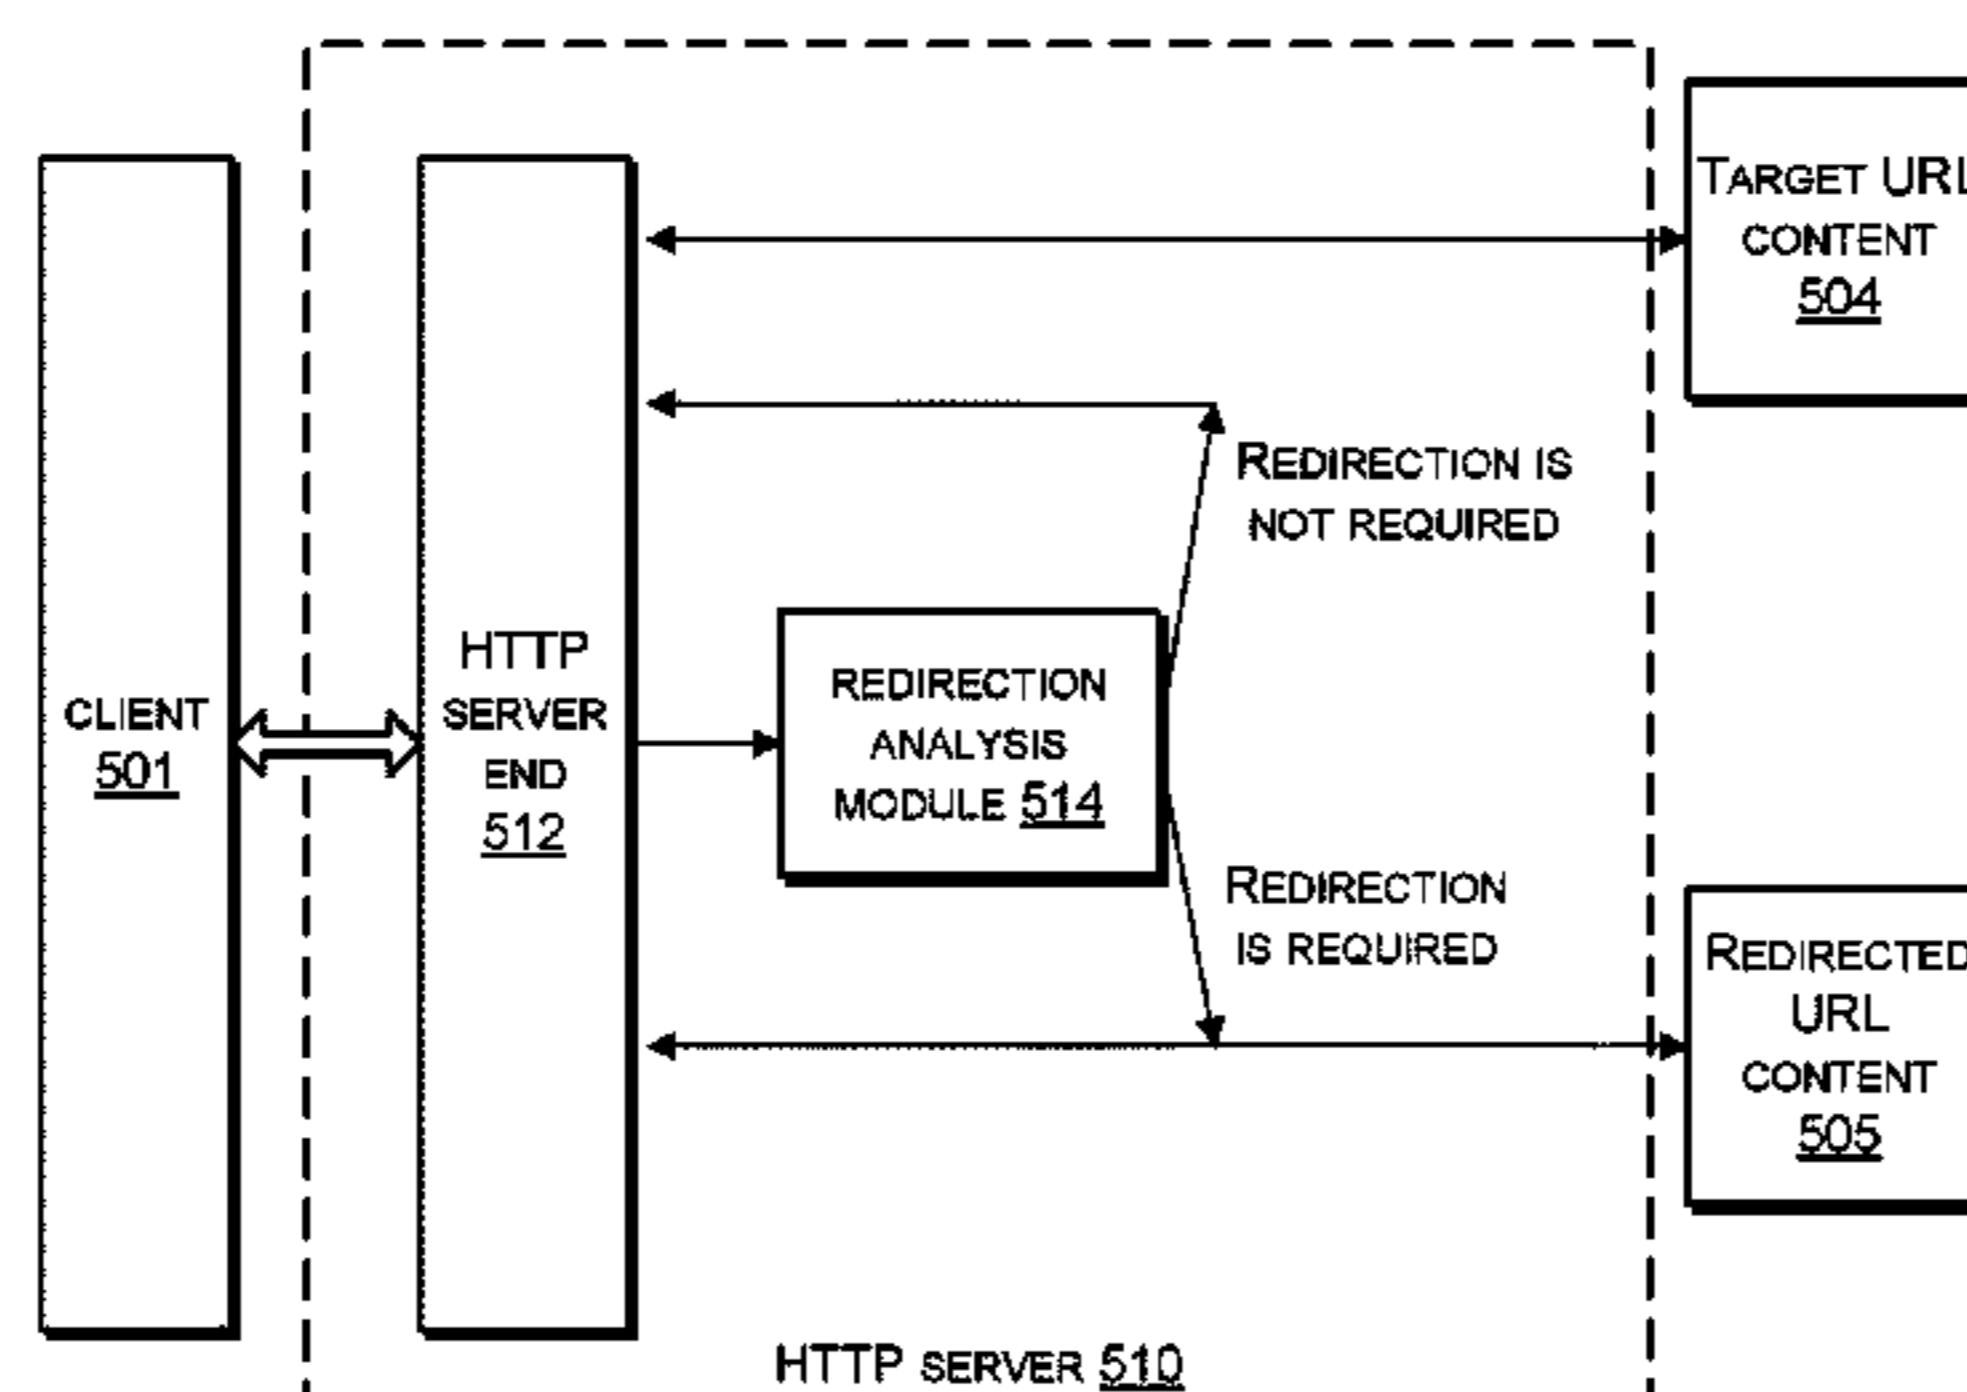 TARGET URL
CONTENT
504
REDIRECTION IS
NOT REQUIRED
CLIENT
501
HTTP
SERVER
END
512
REDIRECTION
ANALYSIS
MODULE 514
REDIRECTION
IS REQUIRED
REDIRECTED
URL
CONTENT
505
HTTP SERVER 510